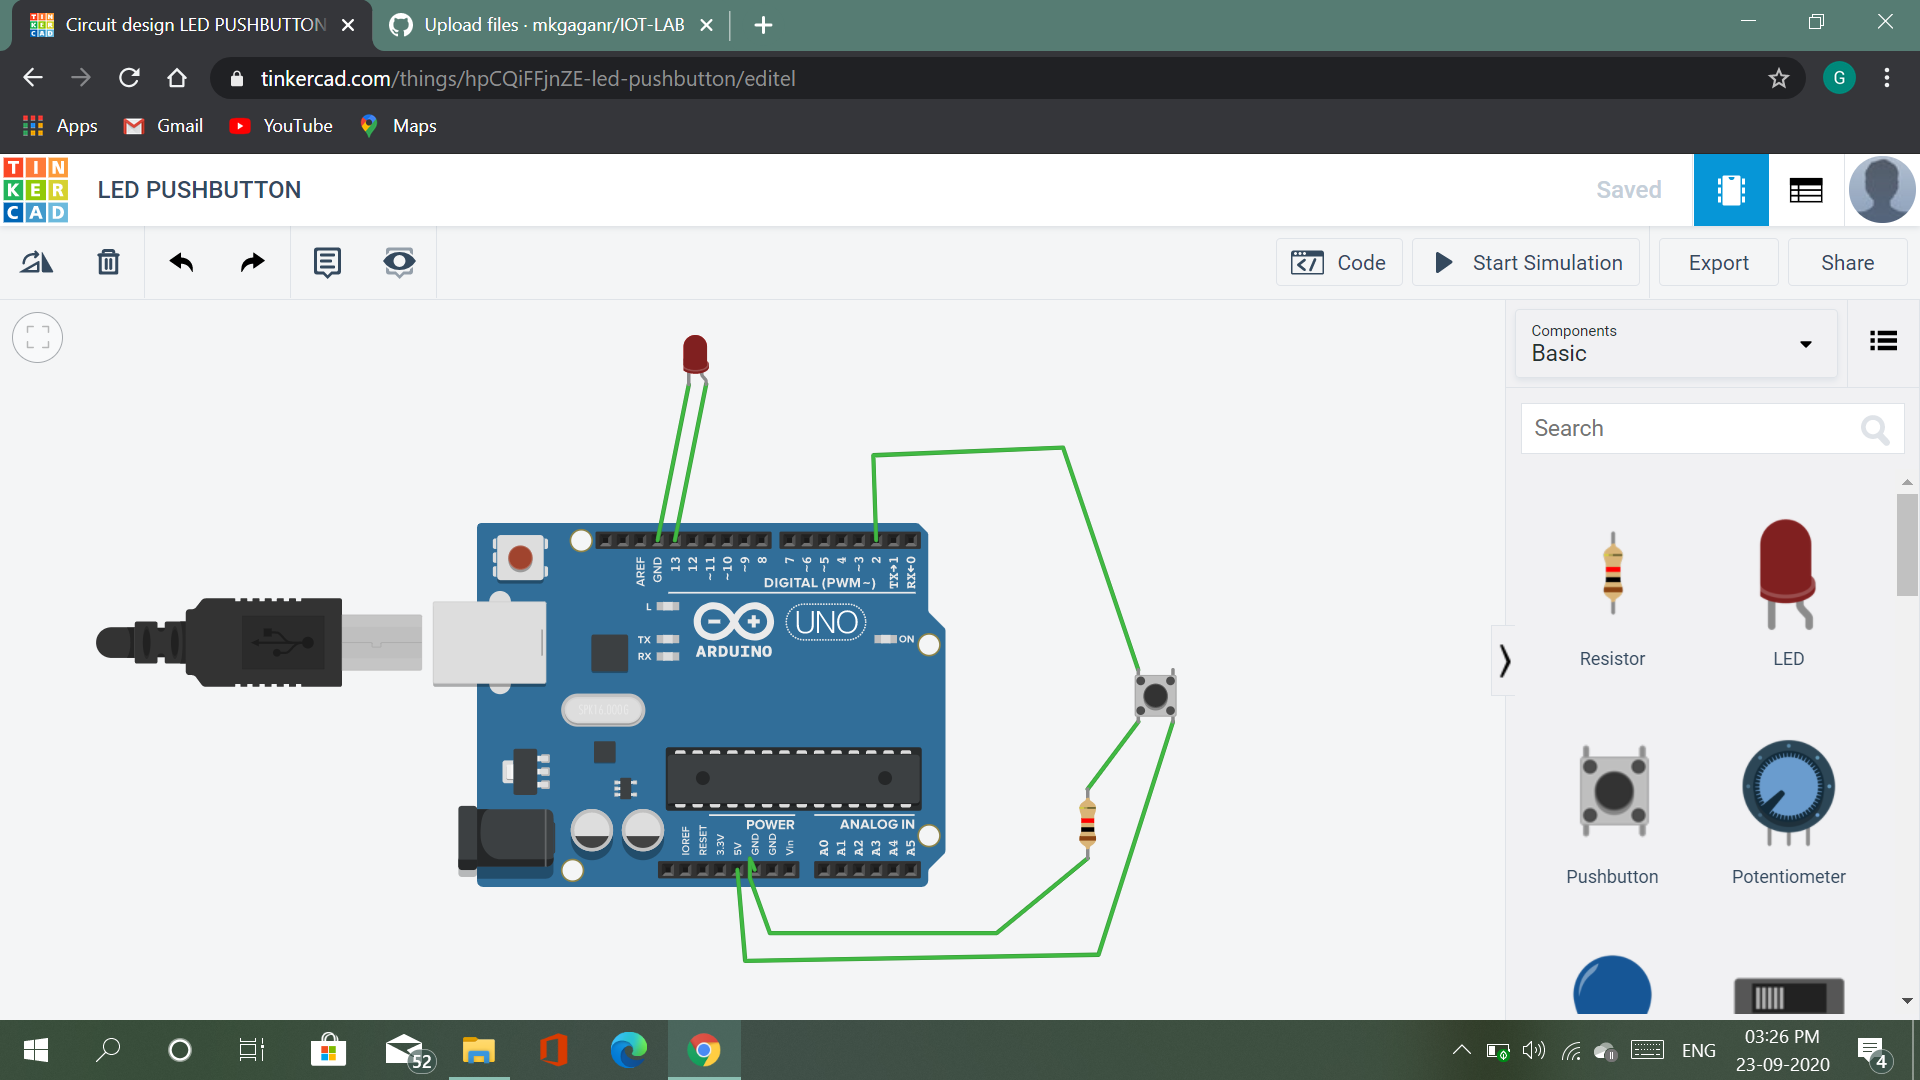 Circuit design LED PUSHBUTTON
Upload files · mkgaganr/IOT-LAB
tinkercad.com/things/hpCQiFFjnZE-led-pushbutton/editel
G
Apps
Gmail
YouTube
Maps
TIN
KER
CAD
LED PUSHBUTTON
Saved
Code
Start Simulation
Export
Share
Components
Basic
Search
Resistor
LED
Pushbutton
Potentiometer
AREF
GND
13
12
~11
~10
~9
8
7
~6
~5
4
~3
2
TX→1
RX←0
DIGITAL (PWM~)
L
TX
RX
ARDUINO
UNO
ON
SPK16.000G
POWER
ANALOG IN
IOREF
RESET
3.3V
5V
GND
GND
Vin
A0
A1
A2
A3
A4
A5
52
ENG
03:26 PM
23-09-2020
4